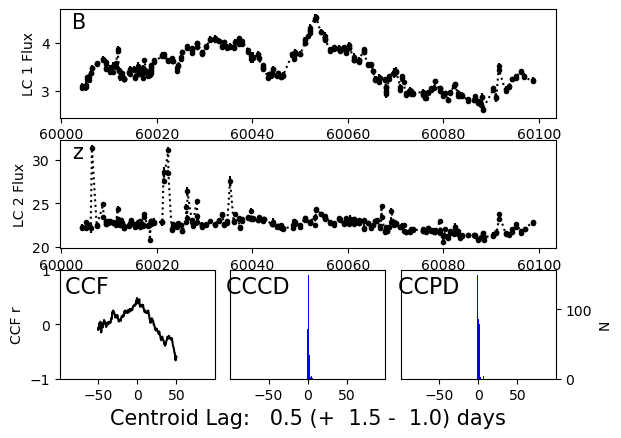 B
LC 1 Flux
4
3
60000 60020 60040 60060 60080 60100
z
LC 2 Flux
30
25
20
60000 60020 60040 60060 60080 60100
CCF CCCD CCPD
CCF r
1
0
−1
100
0
N
−50 0 50 −50 0 50 −50 0 50
Centroid Lag: 0.5 (+ 1.5 - 1.0) days